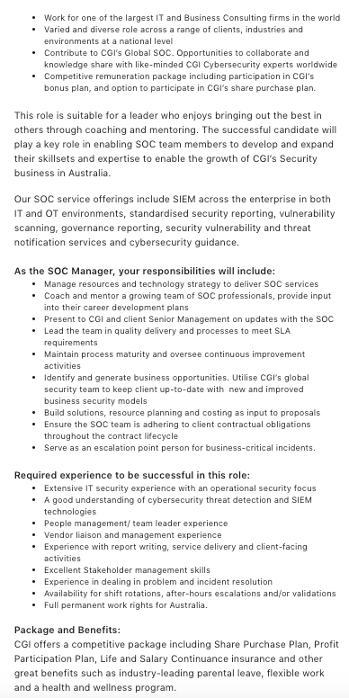 • Work for one of the largest IT and Business Consulting firms in the world
• Varied and diverse role across a range of clients, industries and
environments at a national level
• Contribute to CGI's Global SOC. Opportunities to collaborate and
knowledge share with like-minded CGI Cybersecurity experts worldwide
• Competitive remuneration package including participation in CGI's
bonus plan, and option to participate in CGI's share purchase plan.
This role is suitable for a leader who enjoys bringing out the best in
others through coaching and mentoring. The successful candidate will
play a key role in enabling SOC team members to develop and expand
their skillsets and expertise to enable the growth of CGI's Security
business in Australia.
Our SOC service offerings include SIEM across the enterprise in both
IT and OT environments, standardised security reporting, vulnerability
scanning, governance reporting, security vulnerability and threat
notification services and cybersecurity guidance.
As the SOC Manager, your responsibilities will include:
• Manage resources and technology strategy to deliver SOC services
• Coach and mentor a growing team of SOC professionals, provide input
into their career development plans
• Present to CGI and client Senior Management on updates with the SOC
• Lead the team in quality delivery and processes to meet SLA
requirements
• Maintain process maturity and oversee continuous improvement
activities
• Identify and generate business opportunities. Utilise CGI's global
security team to keep client up-to-date with new and improved
business security models
• Build solutions, resource planning and costing as input to proposals
• Ensure the SOC team is adhering to client contractual obligations
throughout the contract lifecycle
• Serve as an escalation point person for business-critical incidents.
Required experience to be successful in this role:
• Extensive IT security experience with an operational security focus
• A good understanding of cybersecurity threat detection and SIEM
technologies
• People management/ team leader experience
• Vendor liaison and management experience
• Experience with report writing, service delivery and client-facing
activities
• Excellent Stakeholder management skills
• Experience in dealing in problem and incident resolution
• Availability for shift rotations, after-hours escalations and/or validations
• Full permanent work rights for Australia.
Package and Benefits:
CGI offers a competitive package including Share Purchase Plan, Profit
Participation Plan, Life and Salary Continuance insurance and other
great benefits such as industry-leading parental leave, flexible work
and a health and wellness program.